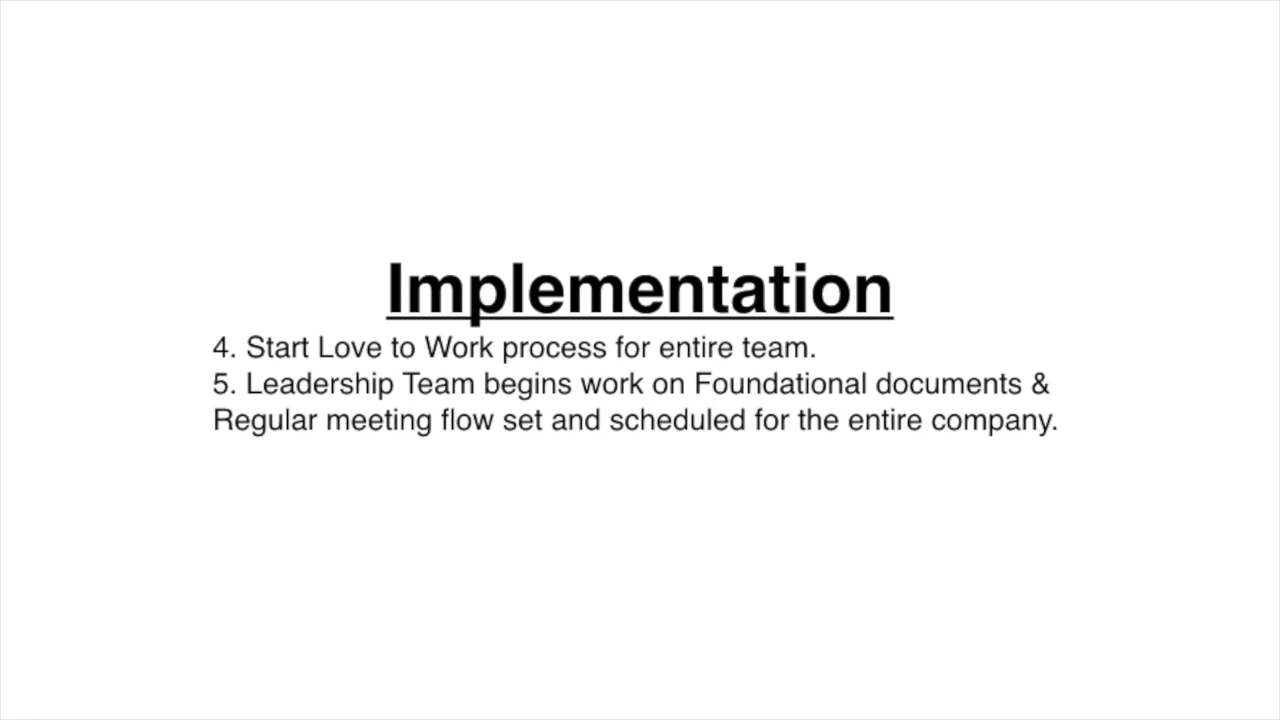 Implementation
4. Start Love to Work process for entire team.
5. Leadership Team begins work on Foundational documents &
Regular meeting flow set and scheduled for the entire company.